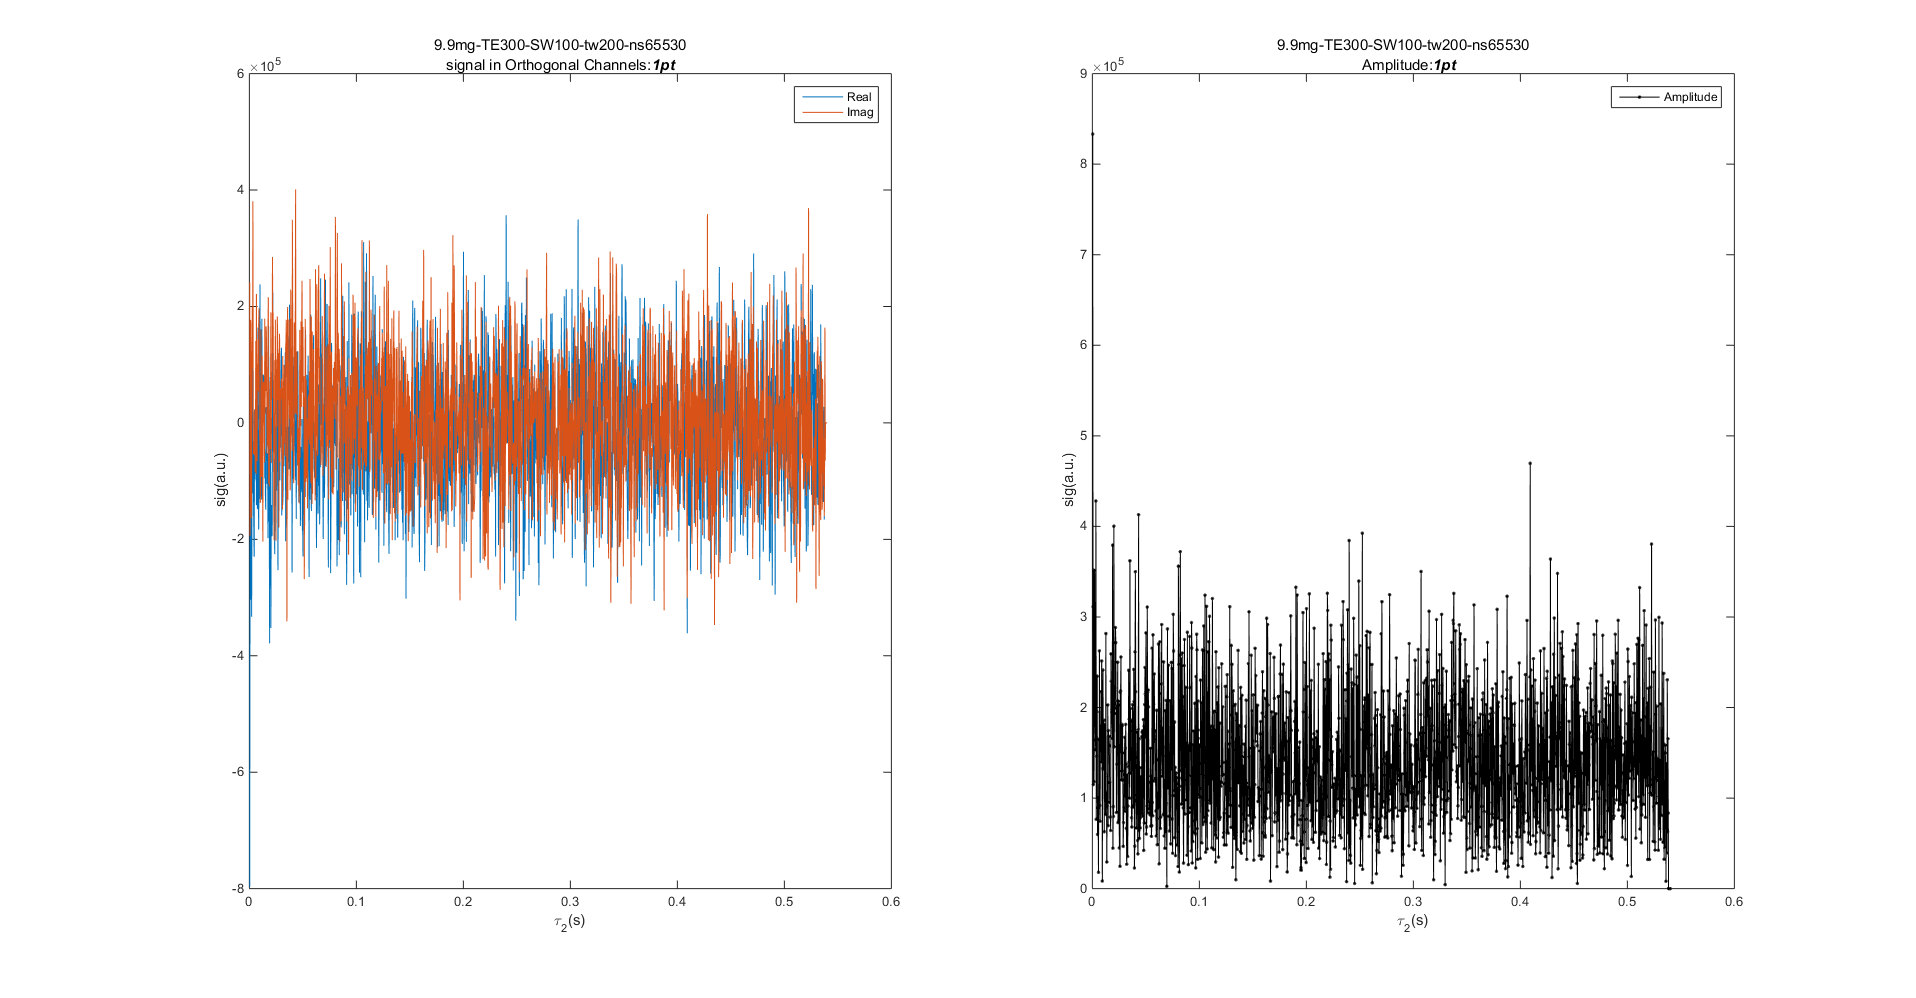 9.9mg-TE300-SW100-tw200-ns65530
signal in Orthogonal Channels:1pt
×10⁵
6
4
2
0
-2
-4
-6
-8
sig(a.u.)
0 0.1 0.2 0.3 0.4 0.5 0.6
τ₂(s)
Real
Imag
9.9mg-TE300-SW100-tw200-ns65530
Amplitude:1pt
×10⁵
9
8
7
6
5
4
3
2
1
0
sig(a.u.)
0 0.1 0.2 0.3 0.4 0.5 0.6
τ₂(s)
Amplitude